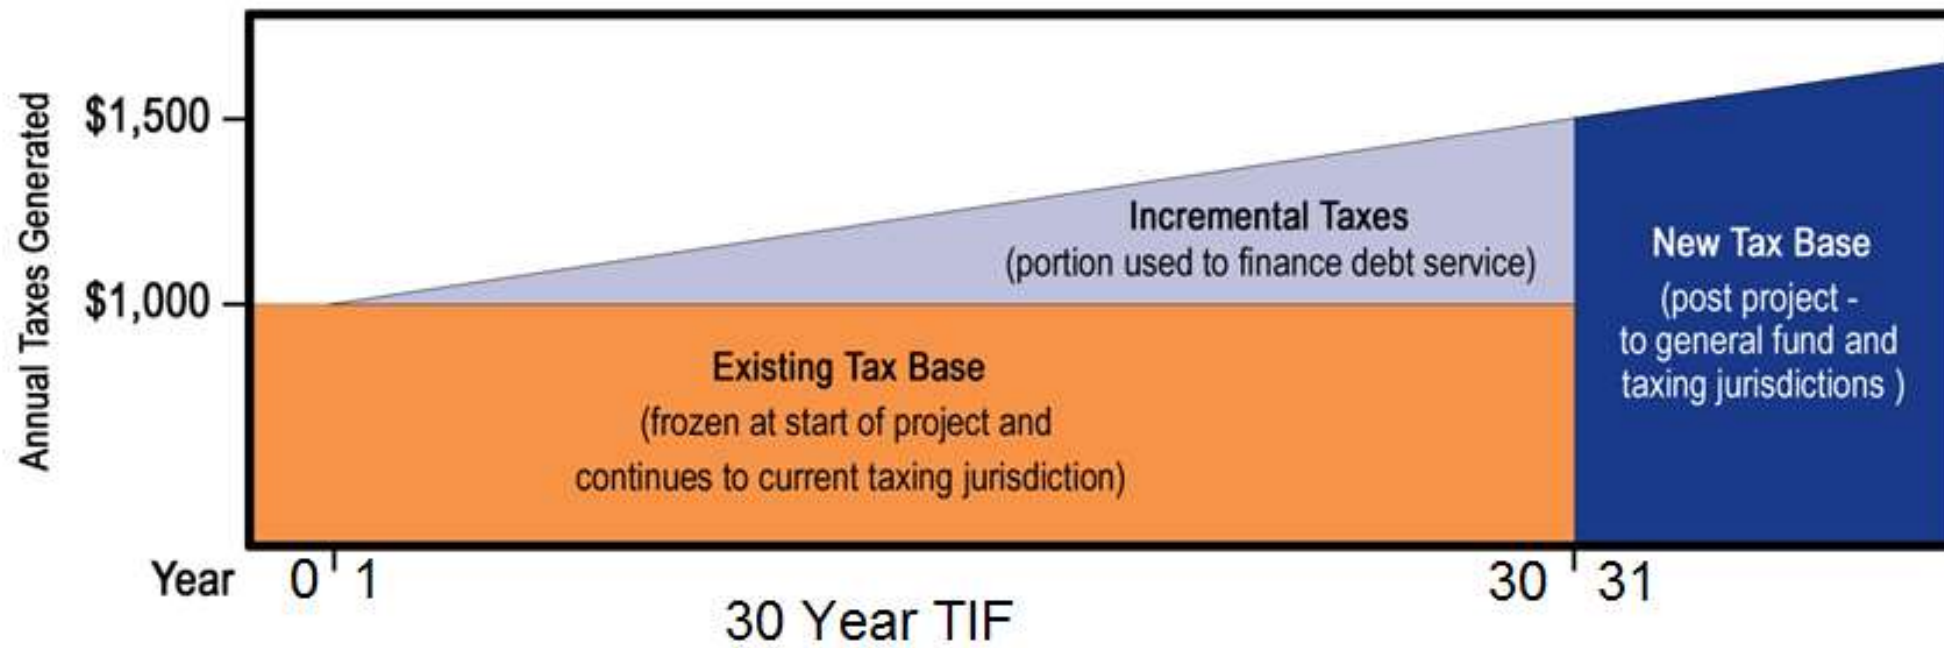 Annual Taxes Generated
$1,500
$1,000
Incremental Taxes
(portion used to finance debt service)
Existing Tax Base
(frozen at start of project and
continues to current taxing jurisdiction)
New Tax Base
(post project -
to general fund and
taxing jurisdictions )
Year 0 1 30 31
30 Year TIF